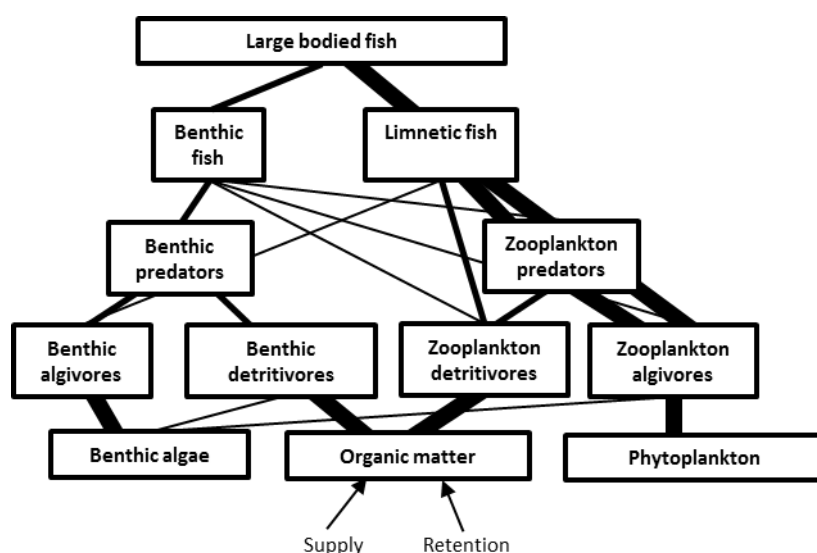 Large bodied fish
Benthic
fish
Limnetic fish
Benthic
predators
Zooplankton
predators
Benthic
algivores
Benthic
detritivores
Zooplankton
detritivores
Zooplankton
algivores
Benthic algae
Organic matter
Phytoplankton
Supply
Retention